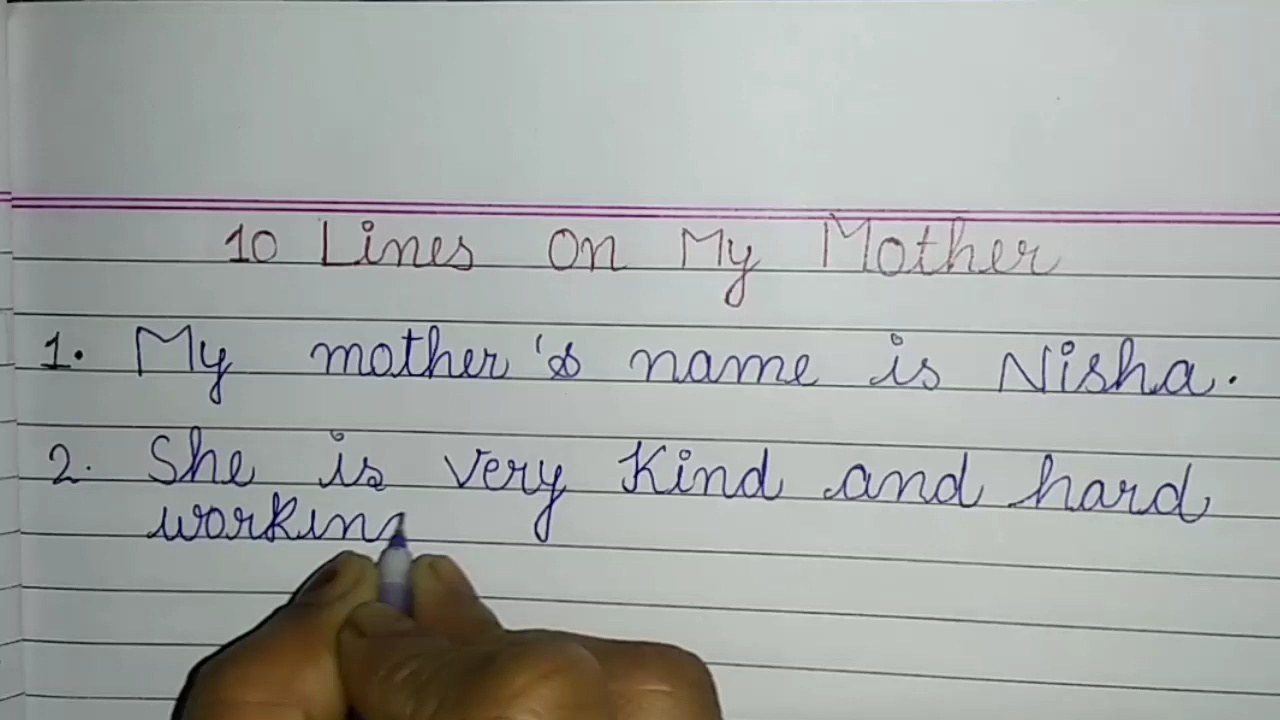 10 Lines On My Mother
1. My mother's name is Nisha.
2. She is very Kind and hard
workin